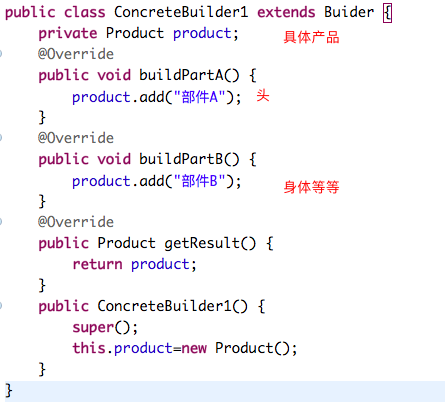 public class ConcreteBuilder1 extends Buider {
private Product product; 具体产品
@Override
public void buildPartA() {
product.add("部件A"); 头
}
@Override
public void buildPartB() {
product.add("部件B"); 身体等等
}
@Override
public Product getResult() {
return product;
}
public ConcreteBuilder1() {
super();
this.product=new Product();
}
}